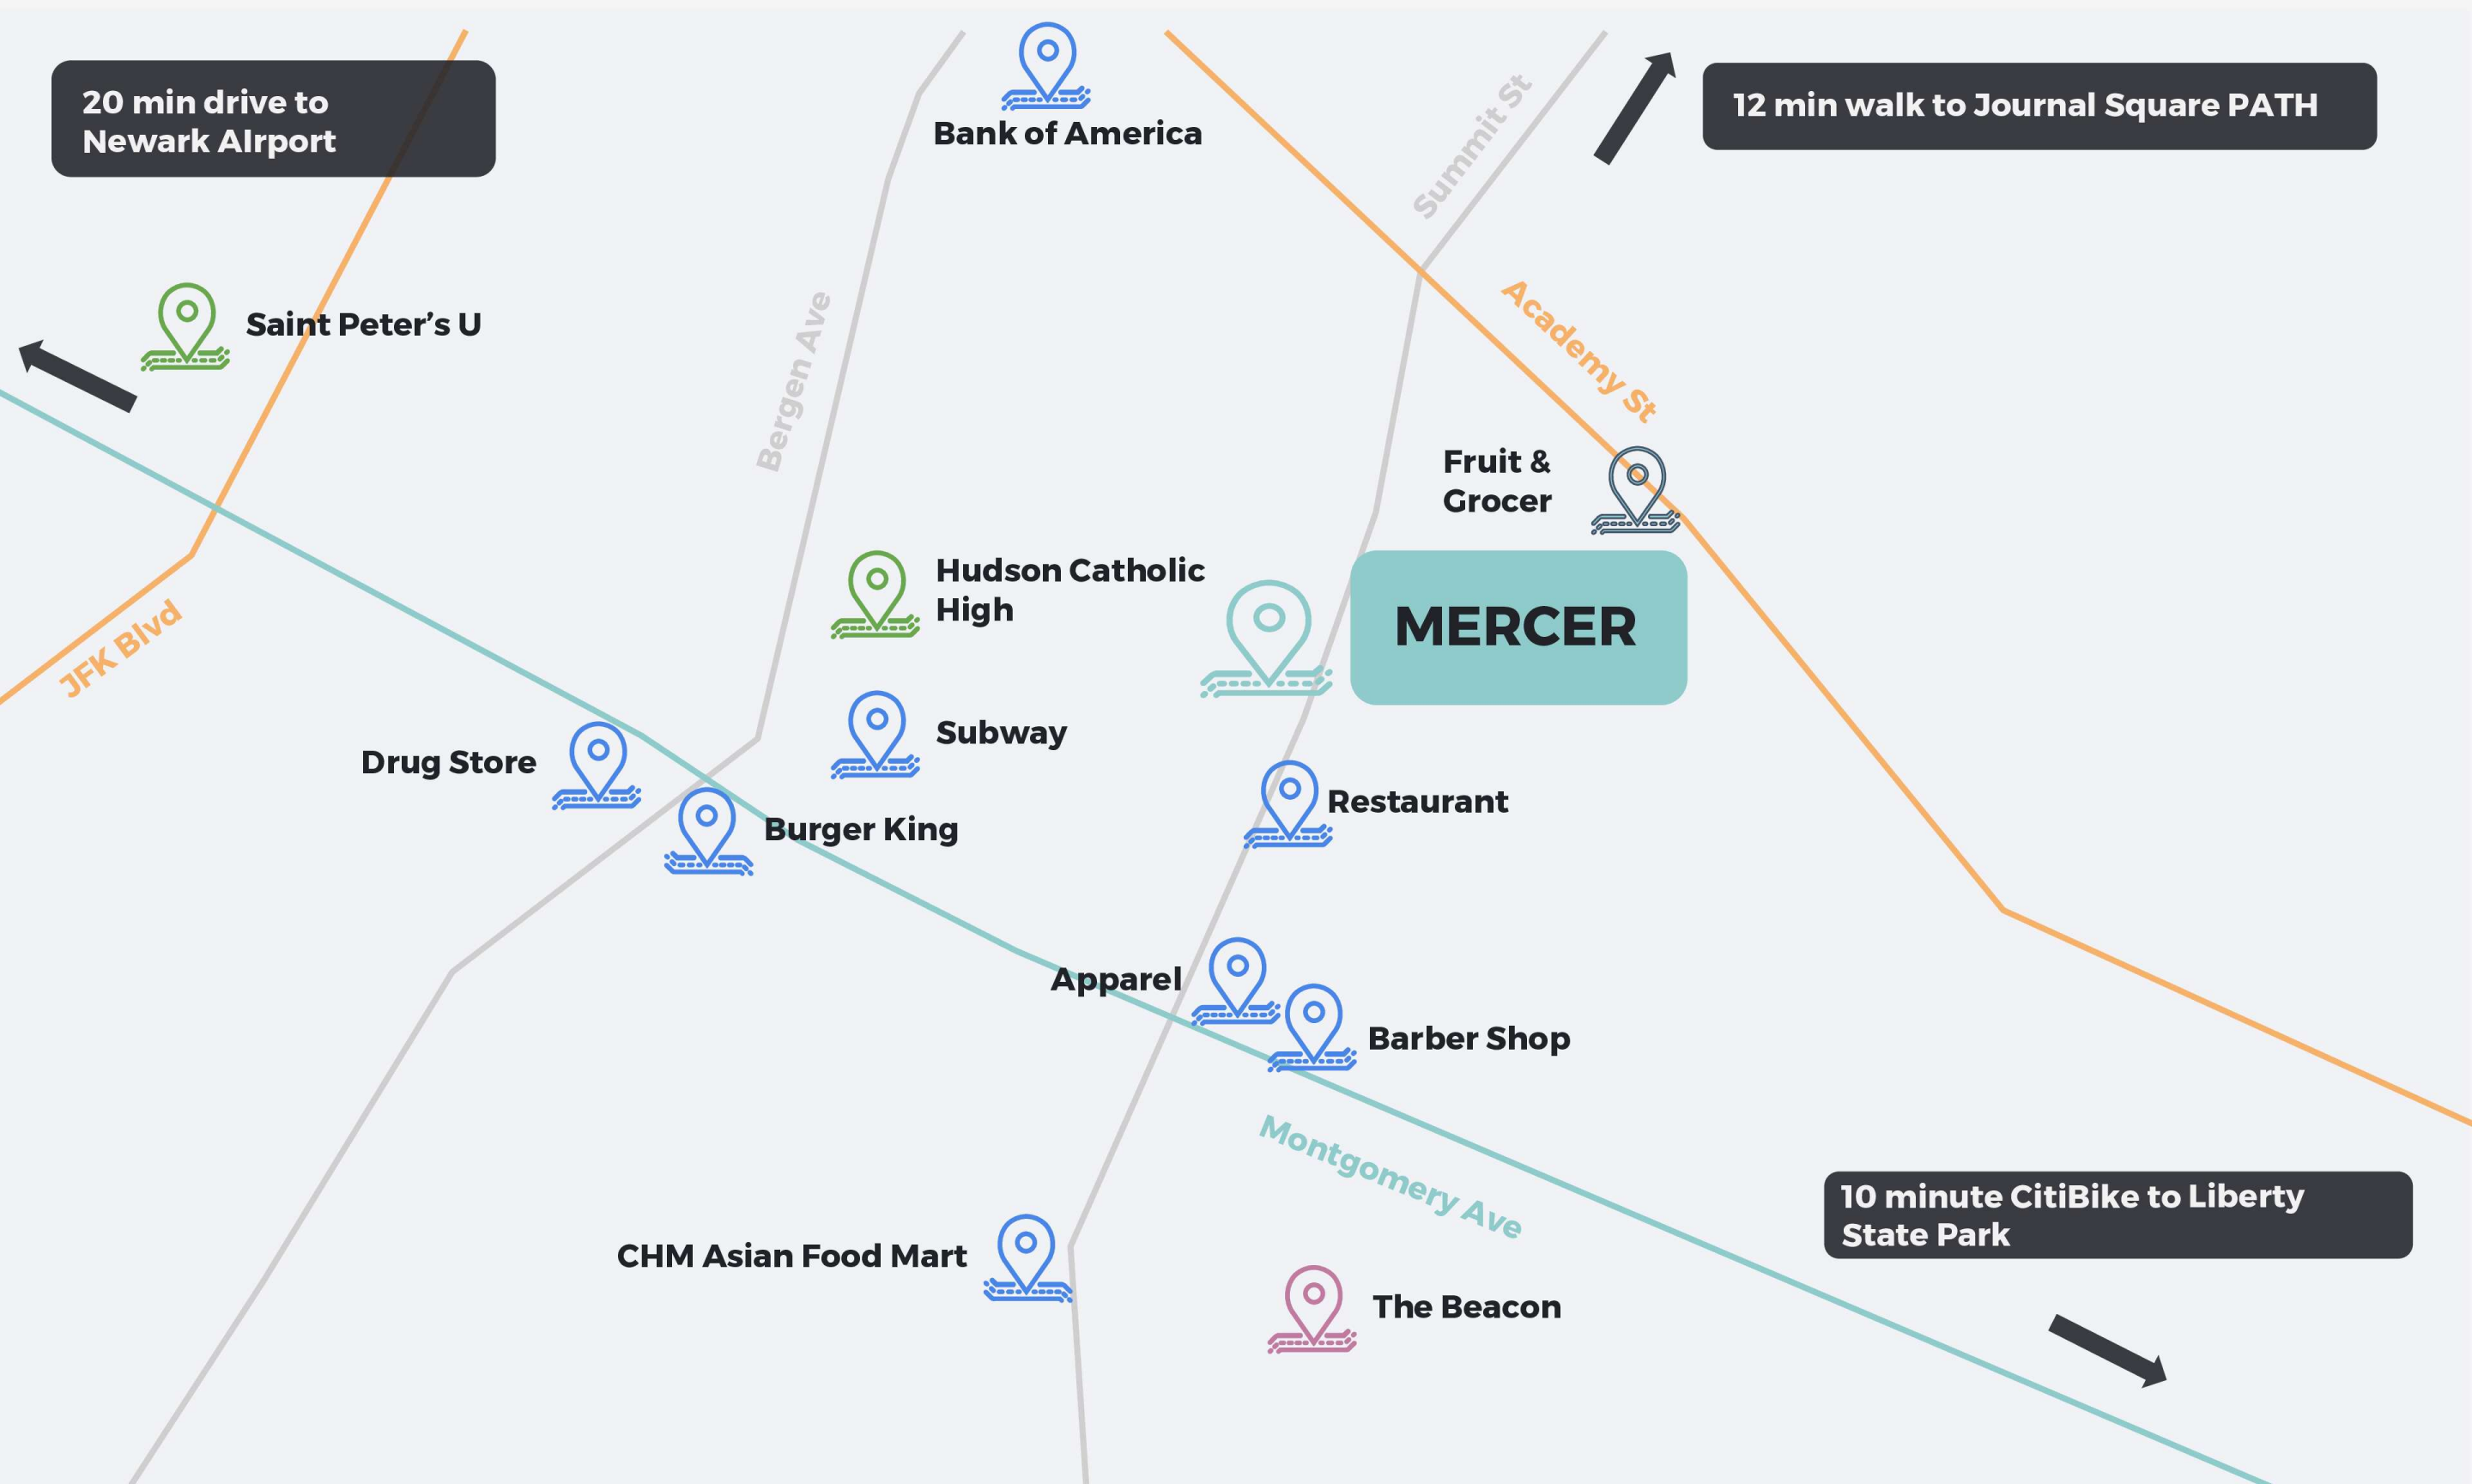 20 min drive to
Newark AIrport
Bank of America
Summit St
12 min walk to Journal Square PATH
Saint Peter’s U
Bergen Ave
Academy St
Fruit &
Grocer
Hudson Catholic
High
MERCER
JFK Blvd
Subway
Drug Store
Restaurant
Burger King
Apparel
Barber Shop
Montgomery Ave
10 minute CitiBike to Liberty
State Park
CHM Asian Food Mart
The Beacon